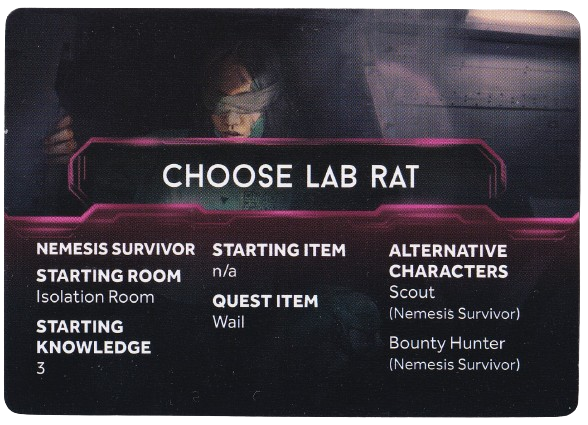 CHOOSE LAB RAT
NEMESIS SURVIVOR
STARTING ROOM
Isolation Room
STARTING
KNOWLEDGE
3
STARTING ITEM
n/a
QUEST ITEM
Wail
ALTERNATIVE
CHARACTERS
Scout
(Nemesis Survivor)
Bounty Hunter
(Nemesis Survivor)